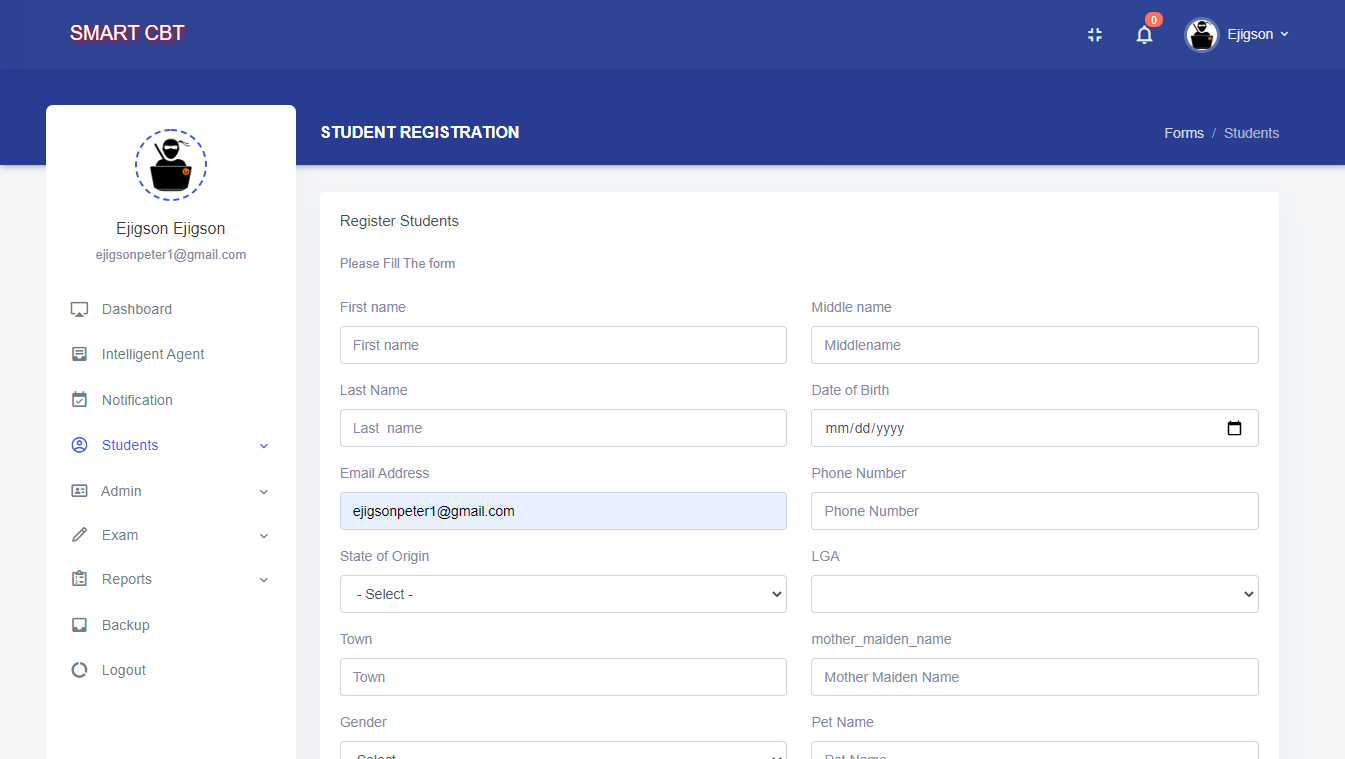 SMART CBT
0
Ejigson
STUDENT REGISTRATION
Forms / Students
Ejigson Ejigson
ejigsonpeter1@gmail.com
Dashboard
Intelligent Agent
Notification
Students
Admin
Exam
Reports
Backup
Logout
Register Students
Please Fill The form
First name
First name
Middle name
Middlename
Last Name
Last  name
Date of Birth
mm/dd/yyyy
Email Address
ejigsonpeter1@gmail.com
Phone Number
Phone Number
State of Origin
- Select -
LGA
Town
Town
mother_maiden_name
Mother Maiden Name
Gender
Select
Pet Name
Pet Name